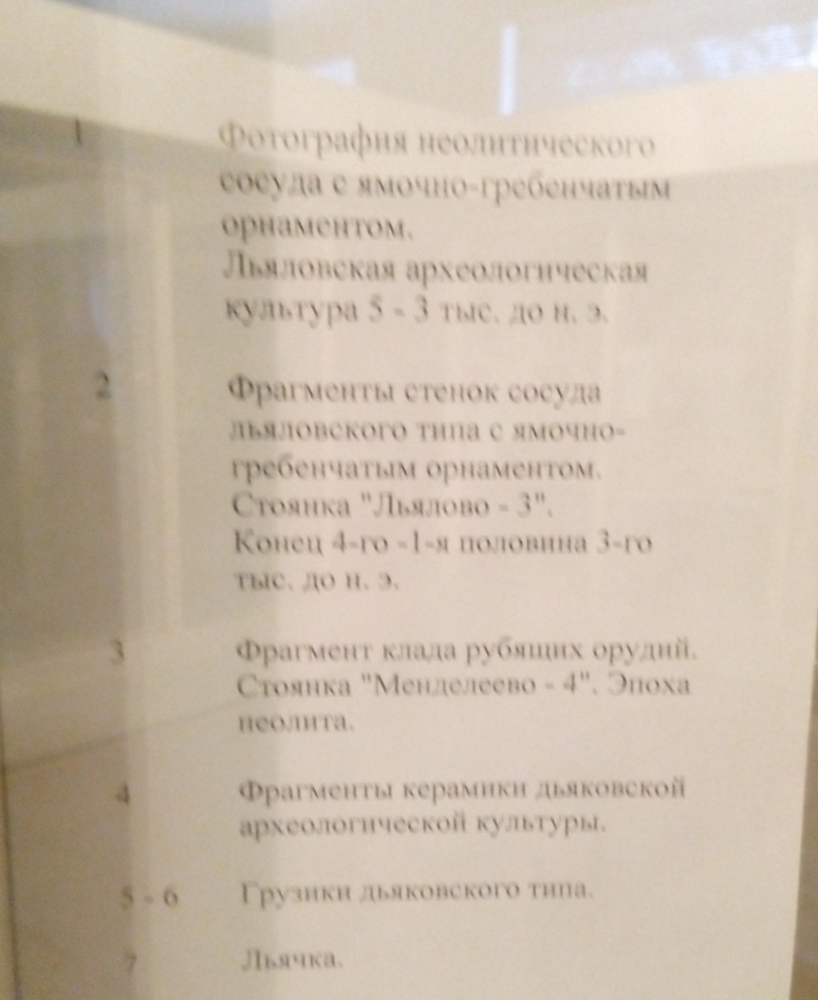 1 Фотография неолитического
сосуда с ямочно-гребенчатым
орнаментом.
Льяловская археологическая
культура 5 - 3 тыс. до н. э.
2 Фрагменты стенок сосуда
льяловского типа с ямочно-
гребенчатым орнаментом.
Стоянка "Льялово - 3".
Конец 4-го -1-я половина 3-го
тыс. до н. э.
3 Фрагмент клада рубящих орудий.
Стоянка "Менделеево - 4". Эпоха
неолита.
4 Фрагменты керамики дьяковской
археологической культуры.
5 - 6 Грузики дьяковского типа.
7 Льячка.